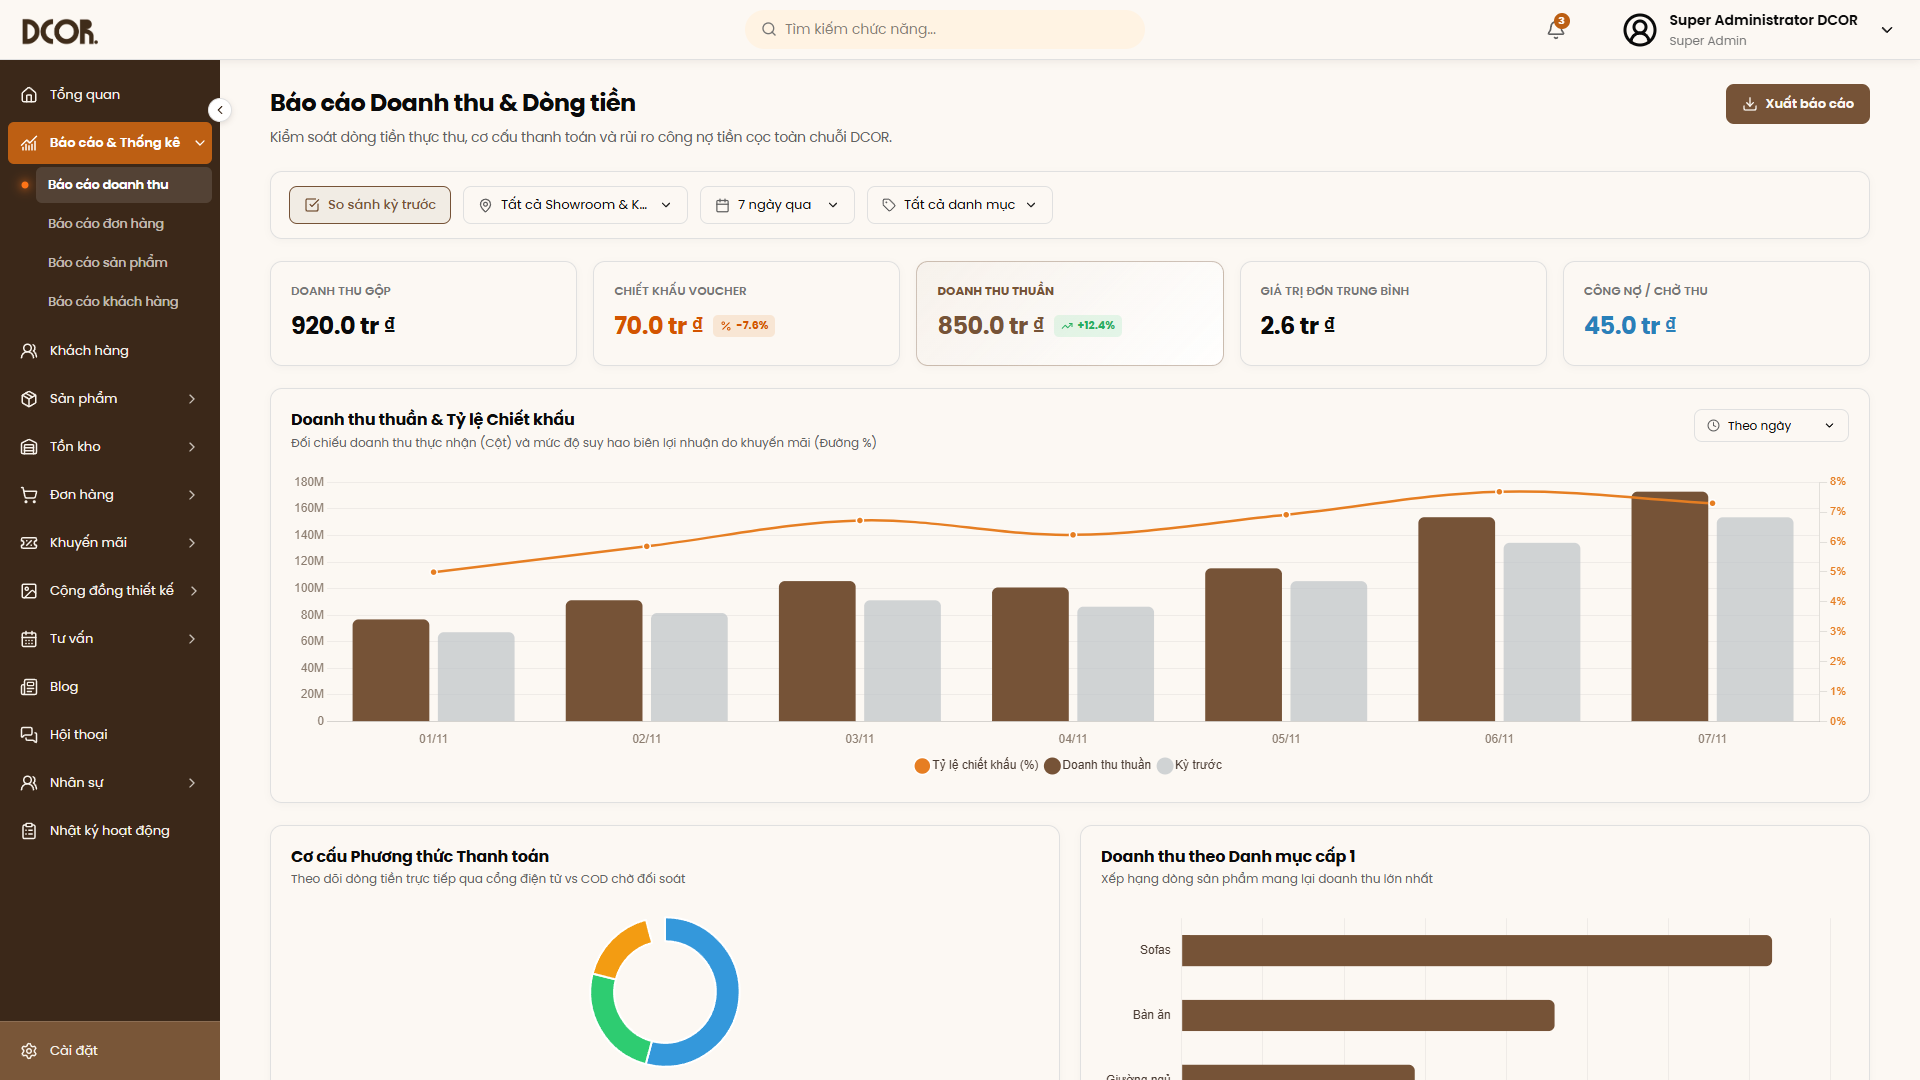 DCOR.
Tìm kiếm chức năng...
3
Super Administrator DCOR
Super Admin
Tổng quan
Báo cáo & Thống kê
Báo cáo doanh thu
Báo cáo đơn hàng
Báo cáo sản phẩm
Báo cáo khách hàng
Khách hàng
Sản phẩm
Tồn kho
Đơn hàng
Khuyến mãi
Cộng đồng thiết kế
Tư vấn
Blog
Hội thoại
Nhân sự
Nhật ký hoạt động
Cài đặt
Báo cáo Doanh thu & Dòng tiền
Kiểm soát dòng tiền thực thu, cơ cấu thanh toán và rủi ro công nợ tiền cọc toàn chuỗi DCOR.
Xuất báo cáo
So sánh kỳ trước
Tất cả Showroom & K...
7 ngày qua
Tất cả danh mục
DOANH THU GỘP
920.0 tr ₫
CHIẾT KHẤU VOUCHER
70.0 tr ₫ % -7.6%
DOANH THU THUẦN
850.0 tr ₫ +12.4%
GIÁ TRỊ ĐƠN TRUNG BÌNH
2.6 tr ₫
CÔNG NỢ / CHỜ THU
45.0 tr ₫
Doanh thu thuần & Tỷ lệ Chiết khấu
Đối chiếu doanh thu thực nhận (Cột) và mức độ suy hao biên lợi nhuận do khuyến mãi (Đường %)
Theo ngày
180M
160M
140M
120M
100M
80M
60M
40M
20M
0
8%
7%
6%
5%
4%
3%
2%
1%
0%
01/11 02/11 03/11 04/11 05/11 06/11 07/11
Tỷ lệ chiết khấu (%) Doanh thu thuần Kỳ trước
Cơ cấu Phương thức Thanh toán
Theo dõi dòng tiền trực tiếp qua cổng điện tử vs COD chờ đối soát
Doanh thu theo Danh mục cấp 1
Xếp hạng dòng sản phẩm mang lại doanh thu lớn nhất
Sofas
Bàn ăn
Giường ngủ